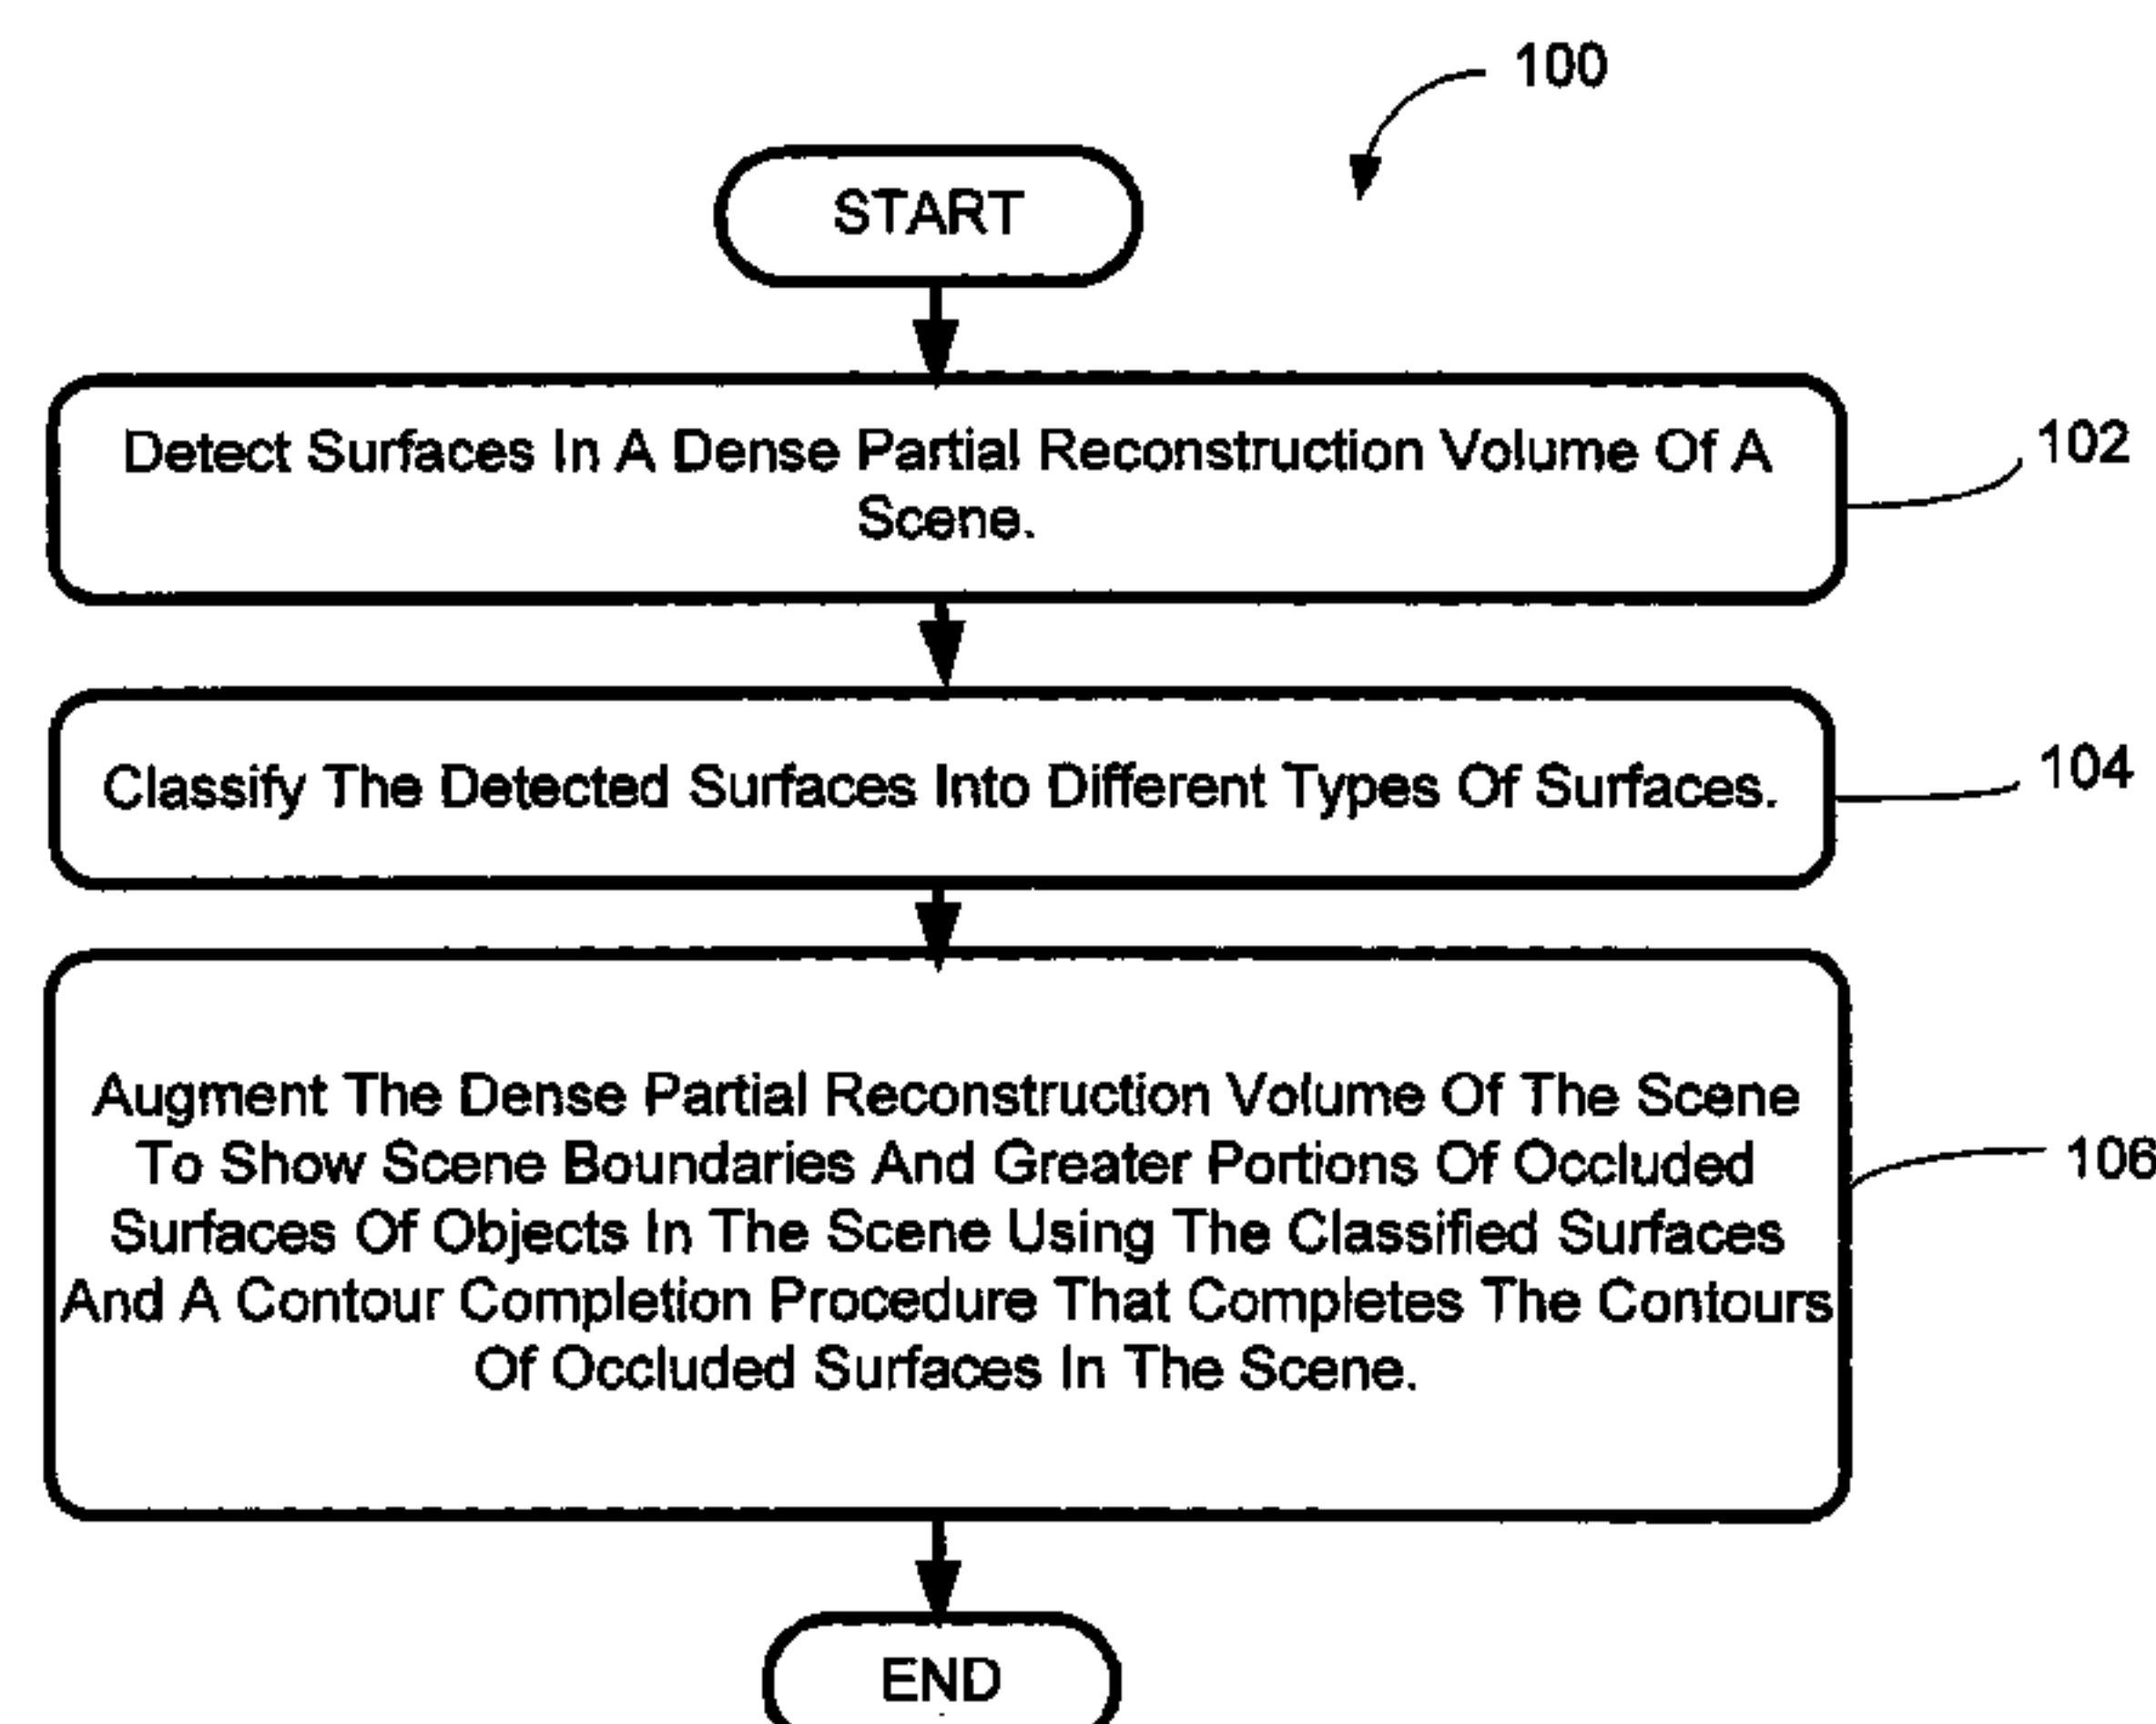 100
START
Detect Surfaces In A Dense Partial Reconstruction Volume Of A
Scene.
102
Classify The Detected Surfaces Into Different Types Of Surfaces.
104
Augment The Dense Partial Reconstruction Volume Of The Scene
To Show Scene Boundaries And Greater Portions Of Occluded
Surfaces Of Objects In The Scene Using The Classified Surfaces
And A Contour Completion Procedure That Completes The Contours
Of Occluded Surfaces In The Scene.
106
END